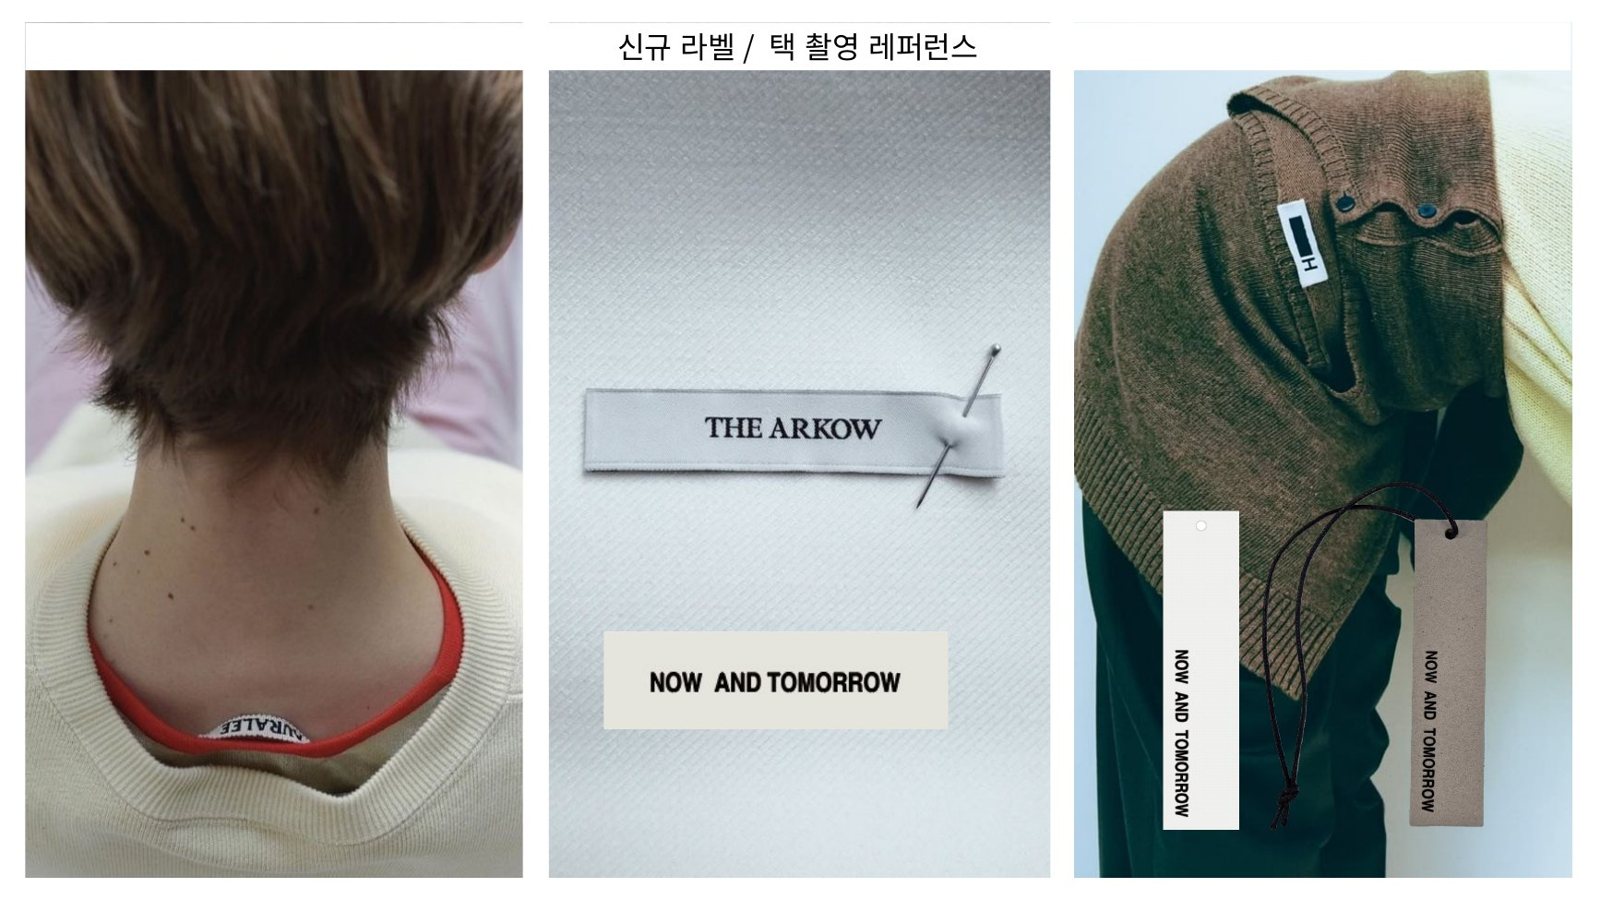 신규 라벨 / 택 촬영 레퍼런스
AURALEE
THE ARKOW
NOW AND TOMORROW
H
NOW AND TOMORROW
NOW AND TOMORROW